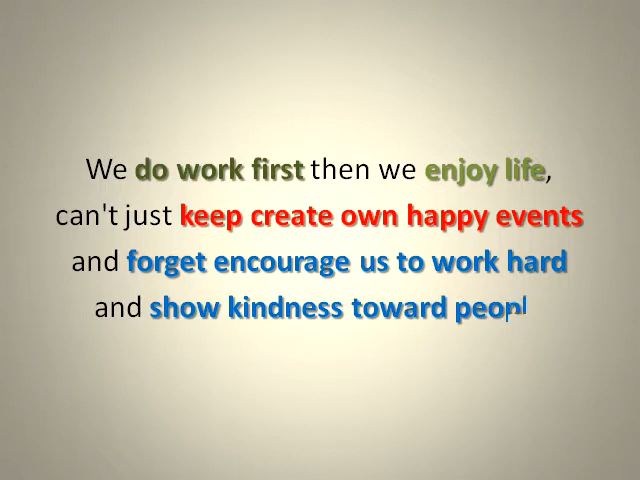 We do work first then we enjoy life,
can't just keep create own happy events
and forget encourage us to work hard
and show kindness toward